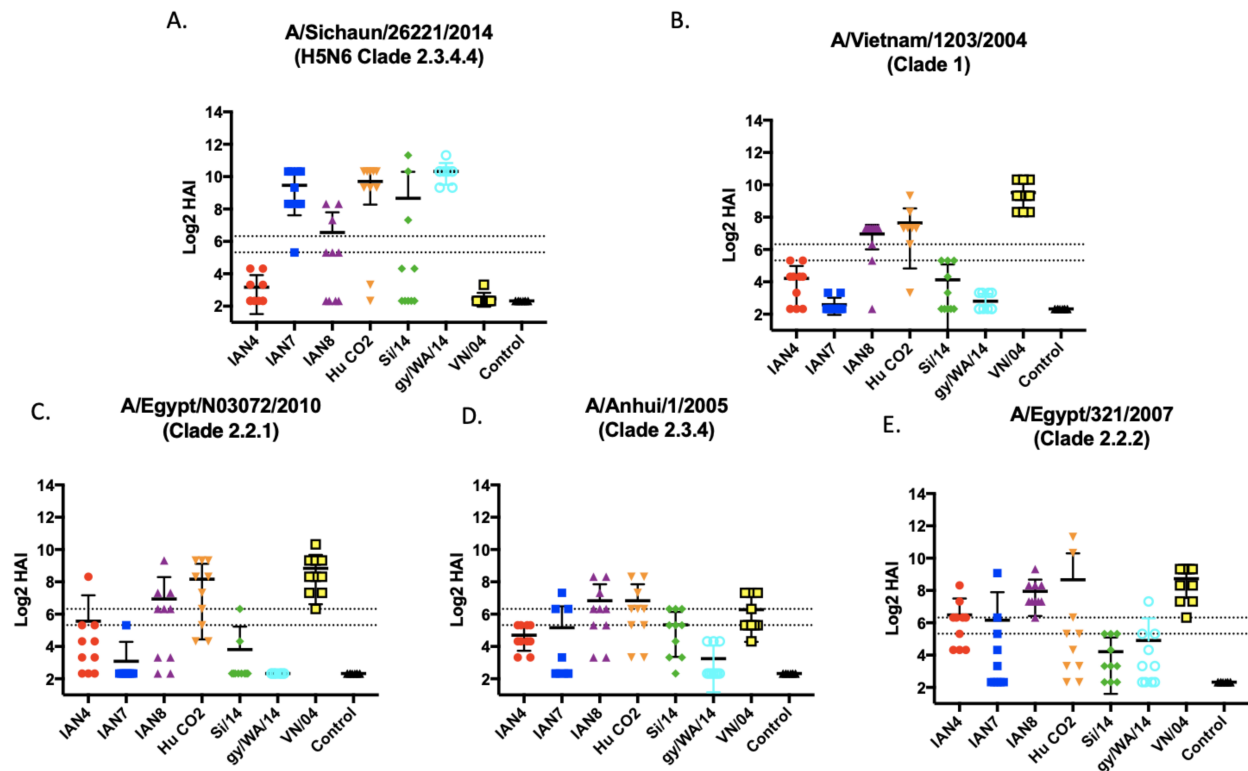 A.
A/Sichaun/26221/2014
(H5N6 Clade 2.3.4.4)
14
12
10
8
6
4
2
Log2 HAI
IAN4
IAN7
IAN8
Hu CO2
Si/14
gy/WA/14
VN/04
Control
B.
A/Vietnam/1203/2004
(Clade 1)
14
12
10
8
6
4
2
Log2 HAI
IAN4
IAN7
IAN8
Hu CO2
Si/14
gy/WA/14
VN/04
Control
C.
A/Egypt/N03072/2010
(Clade 2.2.1)
14
12
10
8
6
4
2
Log2 HAI
IAN4
IAN7
IAN8
Hu CO2
Si/14
gy/WA/14
VN/04
Control
D.
A/Anhui/1/2005
(Clade 2.3.4)
14
12
10
8
6
4
2
Log2 HAI
IAN4
IAN7
IAN8
Hu CO2
Si/14
gy/WA/14
VN/04
Control
E.
A/Egypt/321/2007
(Clade 2.2.2)
14
12
10
8
6
4
2
Log2 HAI
IAN4
IAN7
IAN8
Hu CO2
Si/14
gy/WA/14
VN/04
Control